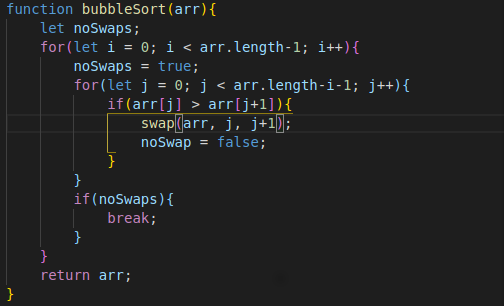 function bubbleSort(arr){
    let noSwaps;
    for(let i = 0; i < arr.length-1; i++){
        noSwaps = true;
        for(let j = 0; j < arr.length-i-1; j++){
            if(arr[j] > arr[j+1]){
                swap(arr, j, j+1);
                noSwap = false;
            }
        }
        if(noSwaps){
            break;
        }
    }
    return arr;
}